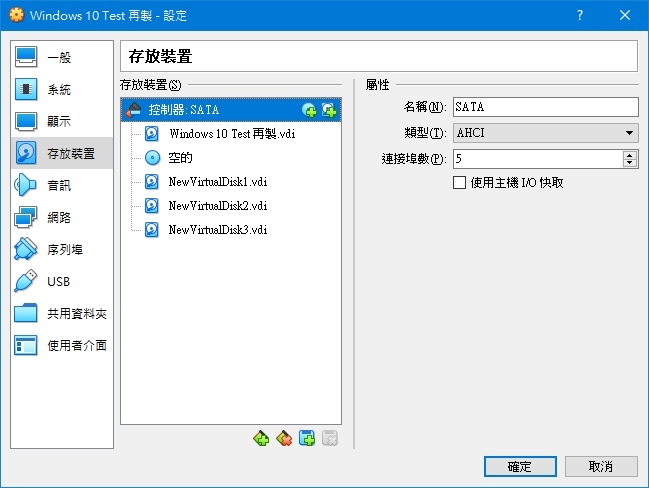 Windows 10 Test 再製 - 設定
一般
系統
顯示
存放裝置
音訊
網路
序列埠
USB
共用資料夾
使用者介面
存放裝置
存放裝置(S)
控制器: SATA
Windows 10 Test 再製.vdi
空的
NewVirtualDisk1.vdi
NewVirtualDisk2.vdi
NewVirtualDisk3.vdi
屬性
名稱(N): SATA
類型(T): AHCI
連接埠數(P): 5
使用主機 I/O 快取
確定
取消